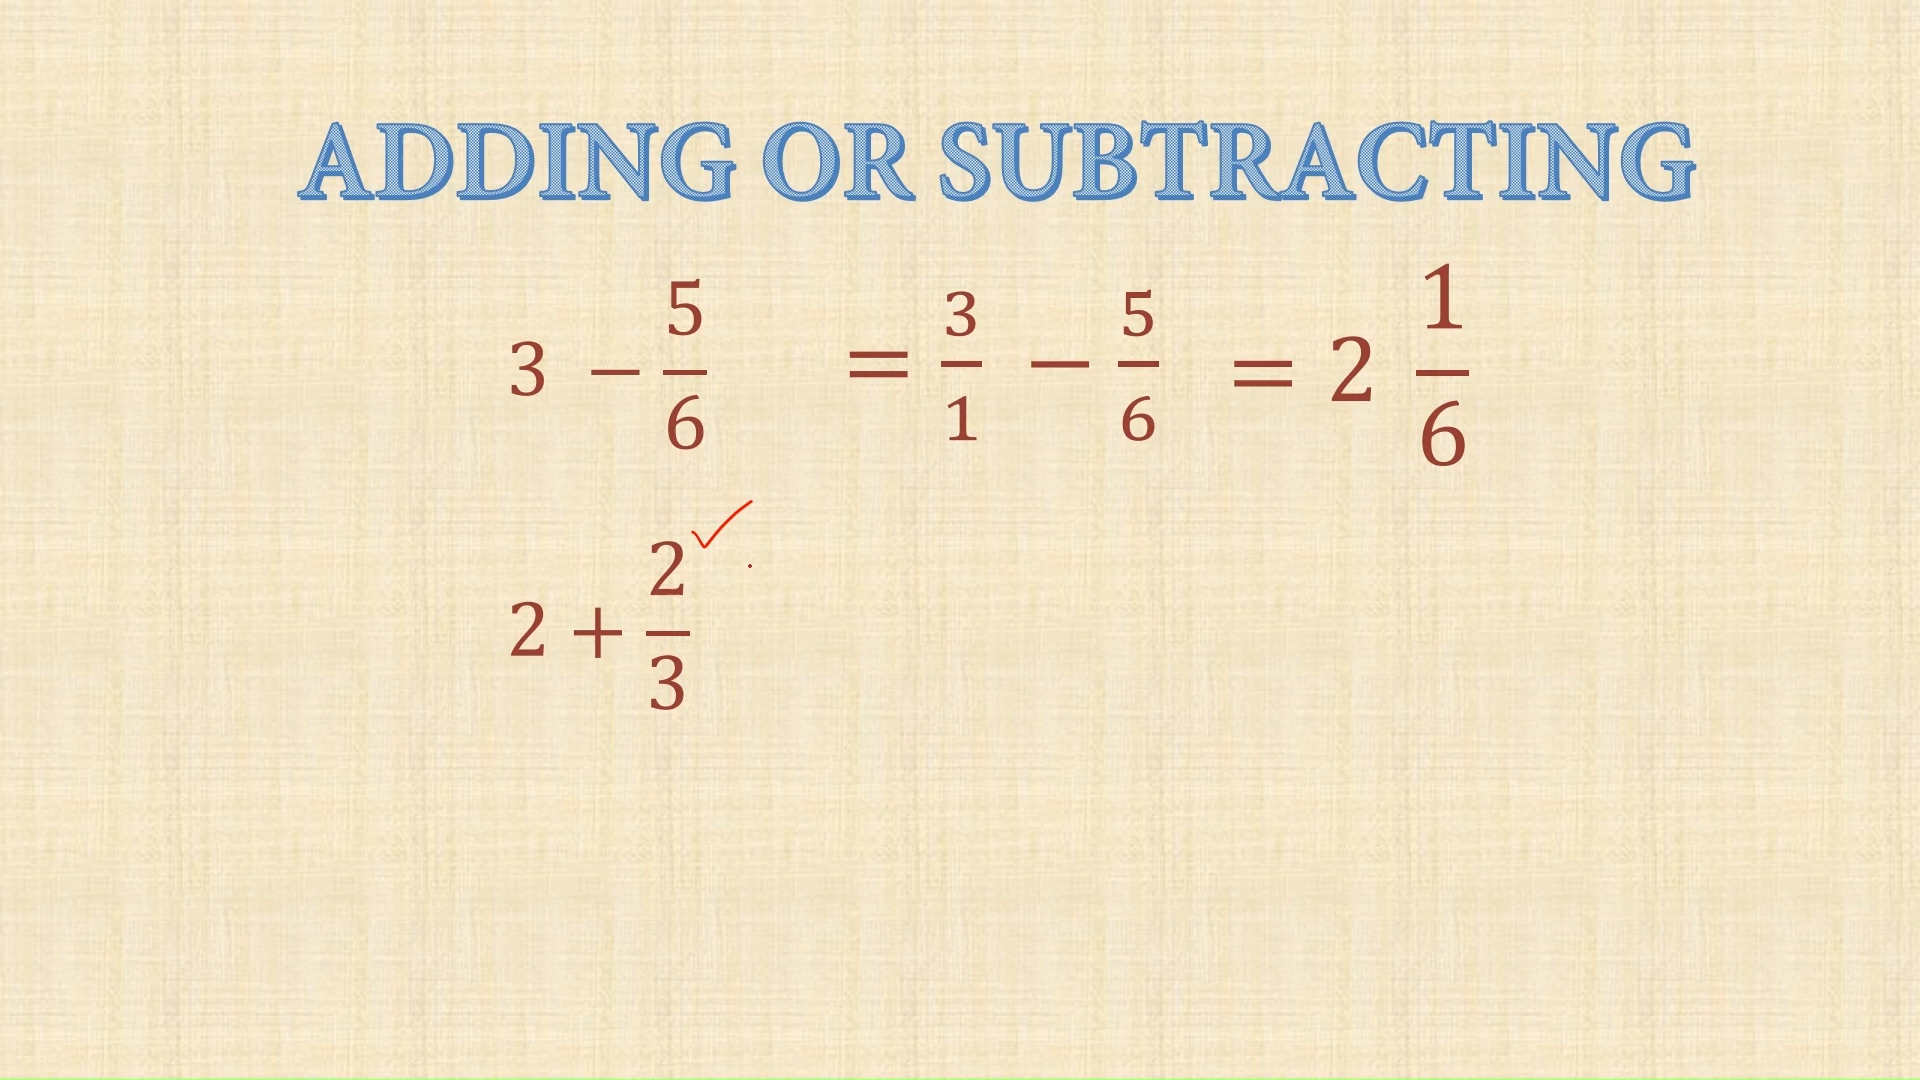 ADDING OR SUBTRACTING
3 − 5/6 = 3/1 − 5/6 = 2 1/6
2 + 2/3